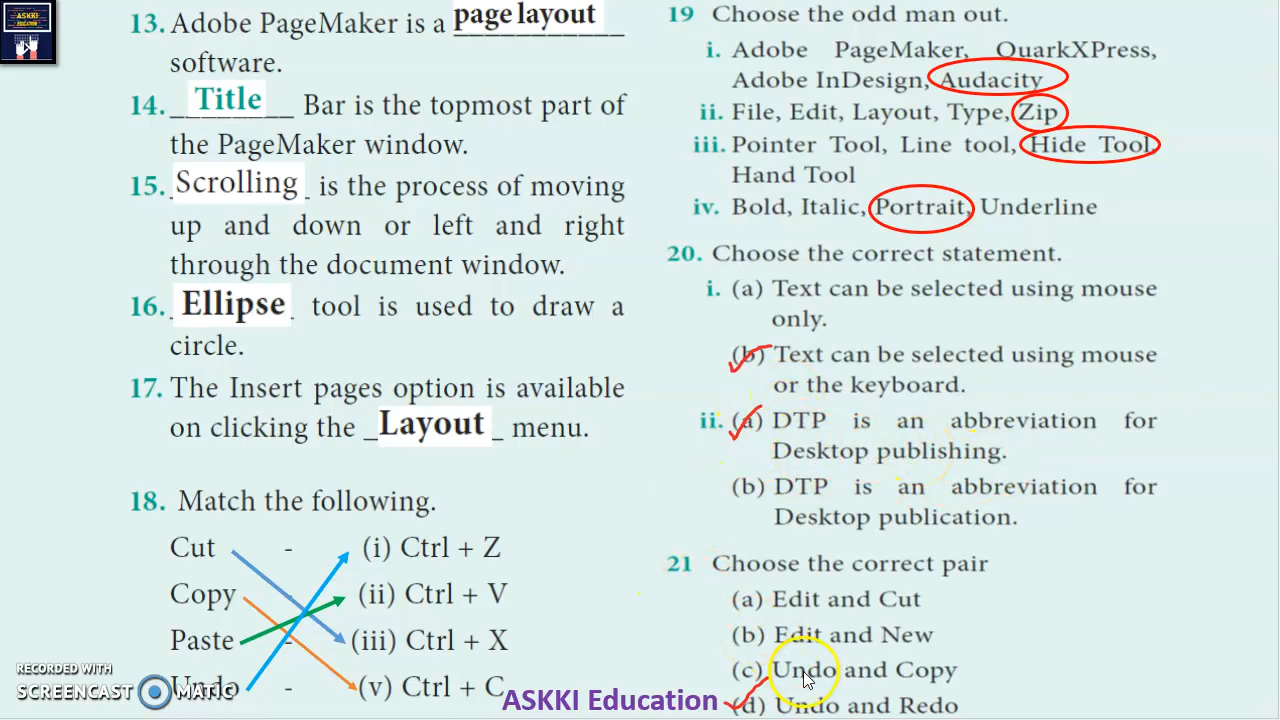 ASKKI
EDUCATION
13. Adobe PageMaker is a page layout
software.
14. Title Bar is the topmost part of
the PageMaker window.
15. Scrolling is the process of moving
up and down or left and right
through the document window.
16. Ellipse tool is used to draw a
circle.
17. The Insert pages option is available
on clicking the Layout menu.
18. Match the following.
Cut - (i) Ctrl + Z
Copy - (ii) Ctrl + V
Paste - (iii) Ctrl + X
Undo - (v) Ctrl + C
19 Choose the odd man out.
i. Adobe PageMaker, QuarkXPress,
Adobe InDesign, Audacity
ii. File, Edit, Layout, Type, Zip
iii. Pointer Tool, Line tool, Hide Tool,
Hand Tool
iv. Bold, Italic, Portrait, Underline
20. Choose the correct statement.
i. (a) Text can be selected using mouse
only.
(b) Text can be selected using mouse
or the keyboard.
ii. (a) DTP is an abbreviation for
Desktop publishing.
(b) DTP is an abbreviation for
Desktop publication.
21 Choose the correct pair
(a) Edit and Cut
(b) Edit and New
(c) Undo and Copy
(d) Undo and Redo
RECORDED WITH
SCREENCAST MATIC
ASKKI Education